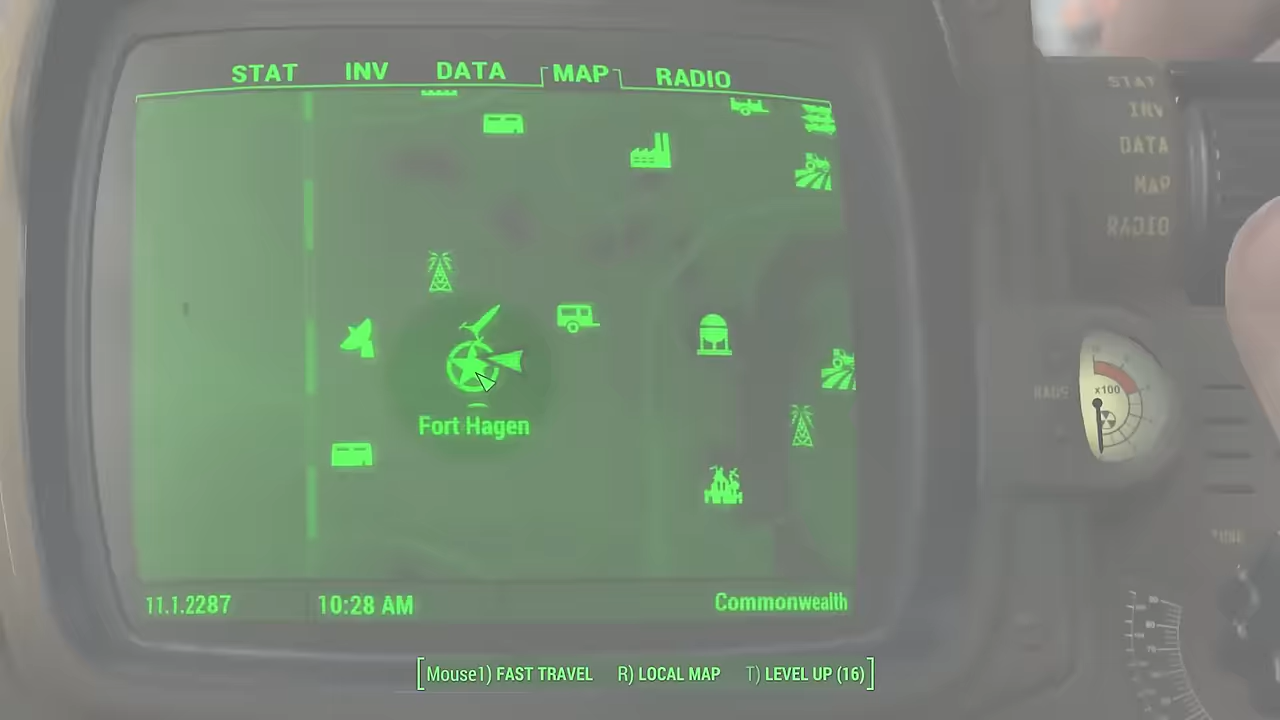 STAT INV DATA MAP RADIO
STAT
INV
DATA
MAP
RADIO
x100
RADS
Fort Hagen
TUNE
11.1.2287 10:28 AM Commonwealth
[Mouse1) FAST TRAVEL R) LOCAL MAP T) LEVEL UP (16)]